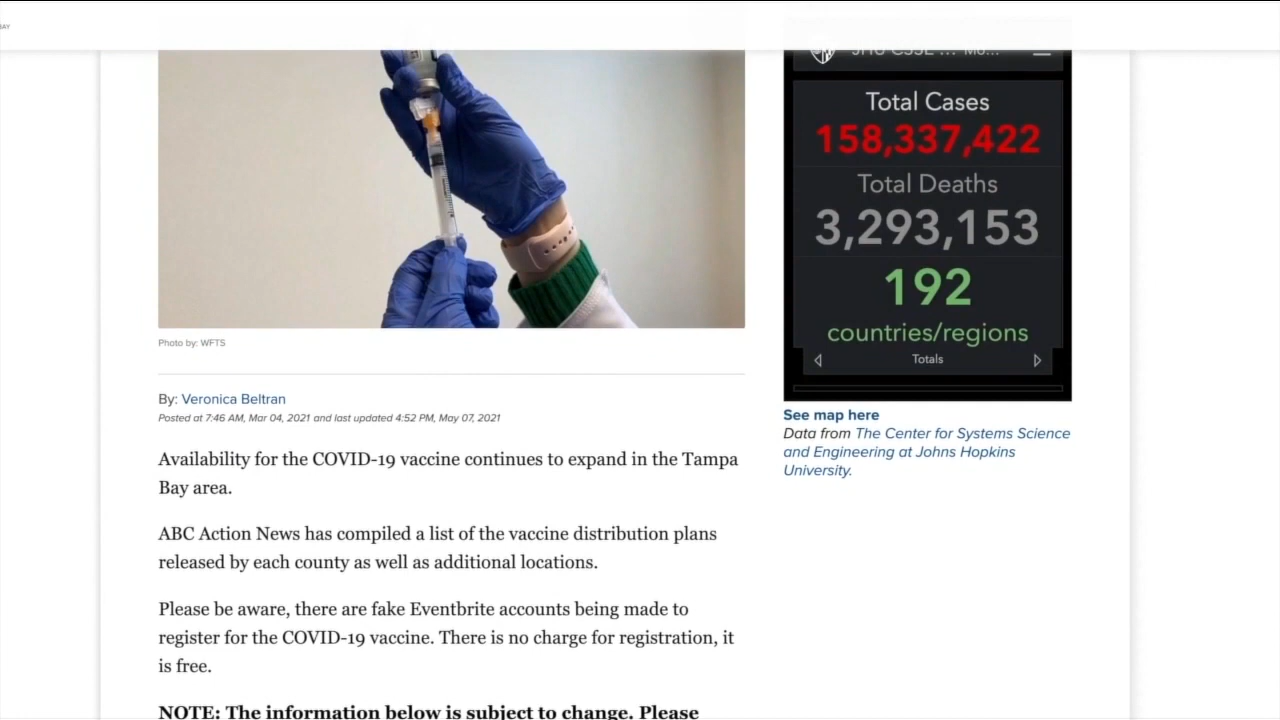 BAY
Photo by: WFTS
By: Veronica Beltran
Posted at 7:46 AM, Mar 04, 2021 and last updated 4:52 PM, May 07, 2021
Availability for the COVID-19 vaccine continues to expand in the Tampa
Bay area.
ABC Action News has compiled a list of the vaccine distribution plans
released by each county as well as additional locations.
Please be aware, there are fake Eventbrite accounts being made to
register for the COVID-19 vaccine. There is no charge for registration, it
is free.
NOTE: The information below is subject to change. Please
JHU CSSE ... Mo...
Total Cases
158,337,422
Total Deaths
3,293,153
192
countries/regions
Totals
See map here
Data from The Center for Systems Science
and Engineering at Johns Hopkins
University.